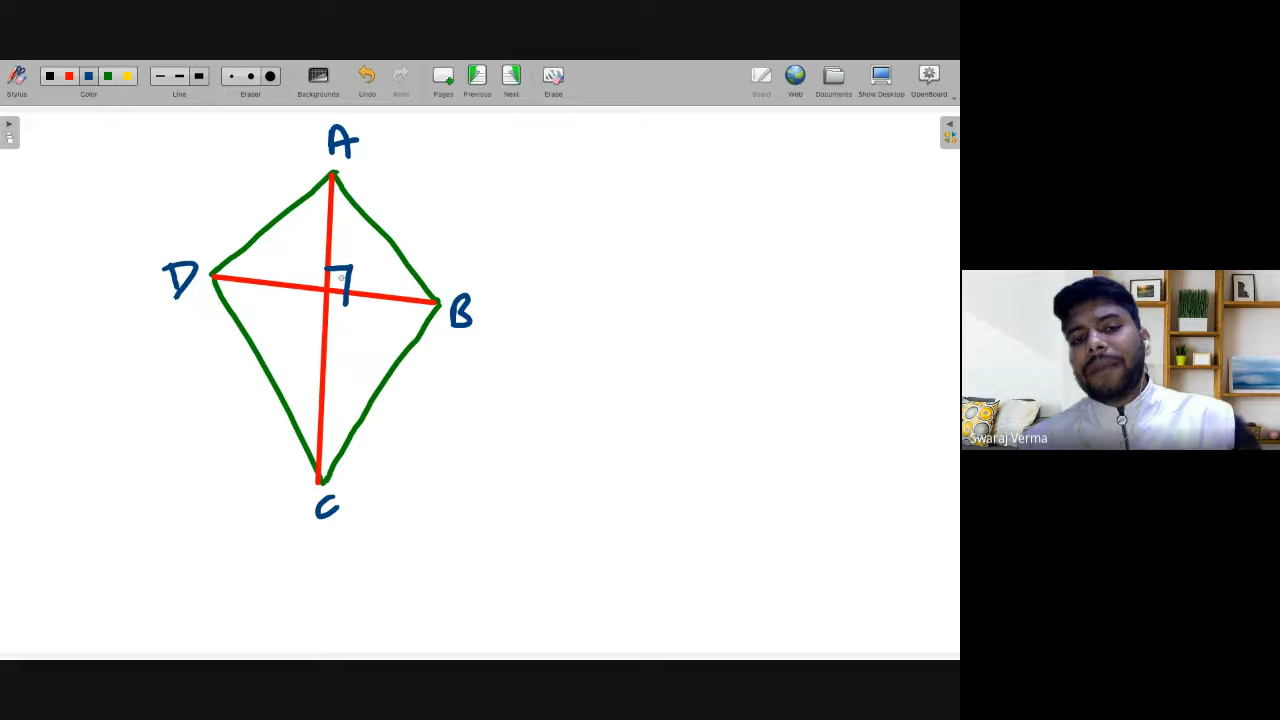 Stylus
Color
Line
Eraser
Backgrounds
Undo
Redo
Pages
Previous
Next
Erase
Board
Web
Documents
Show Desktop
OpenBoard
A
D
B
C
Swaraj Verma